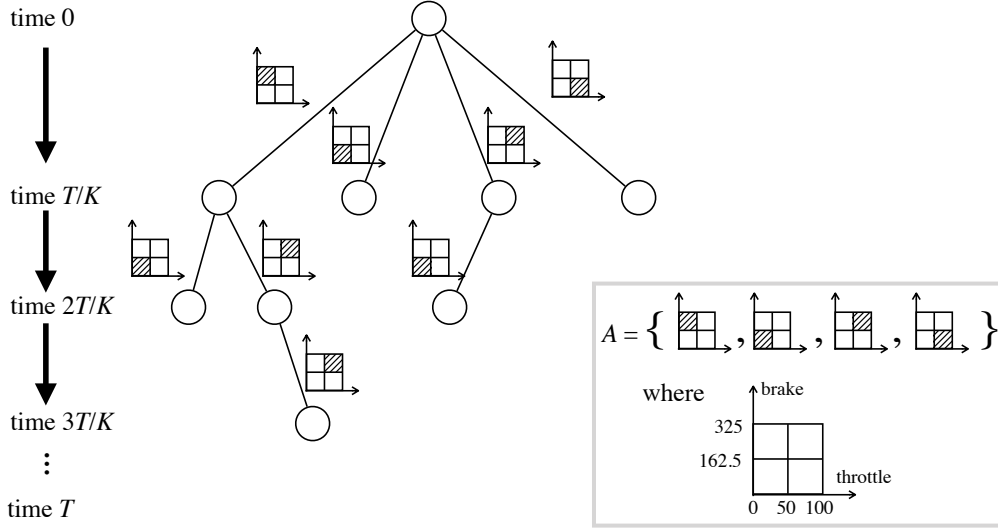 time 0
time T/K
time 2T/K
time 3T/K
⋮
time T
A = { , , , }
where
brake
325
162.5
throttle
0 50 100